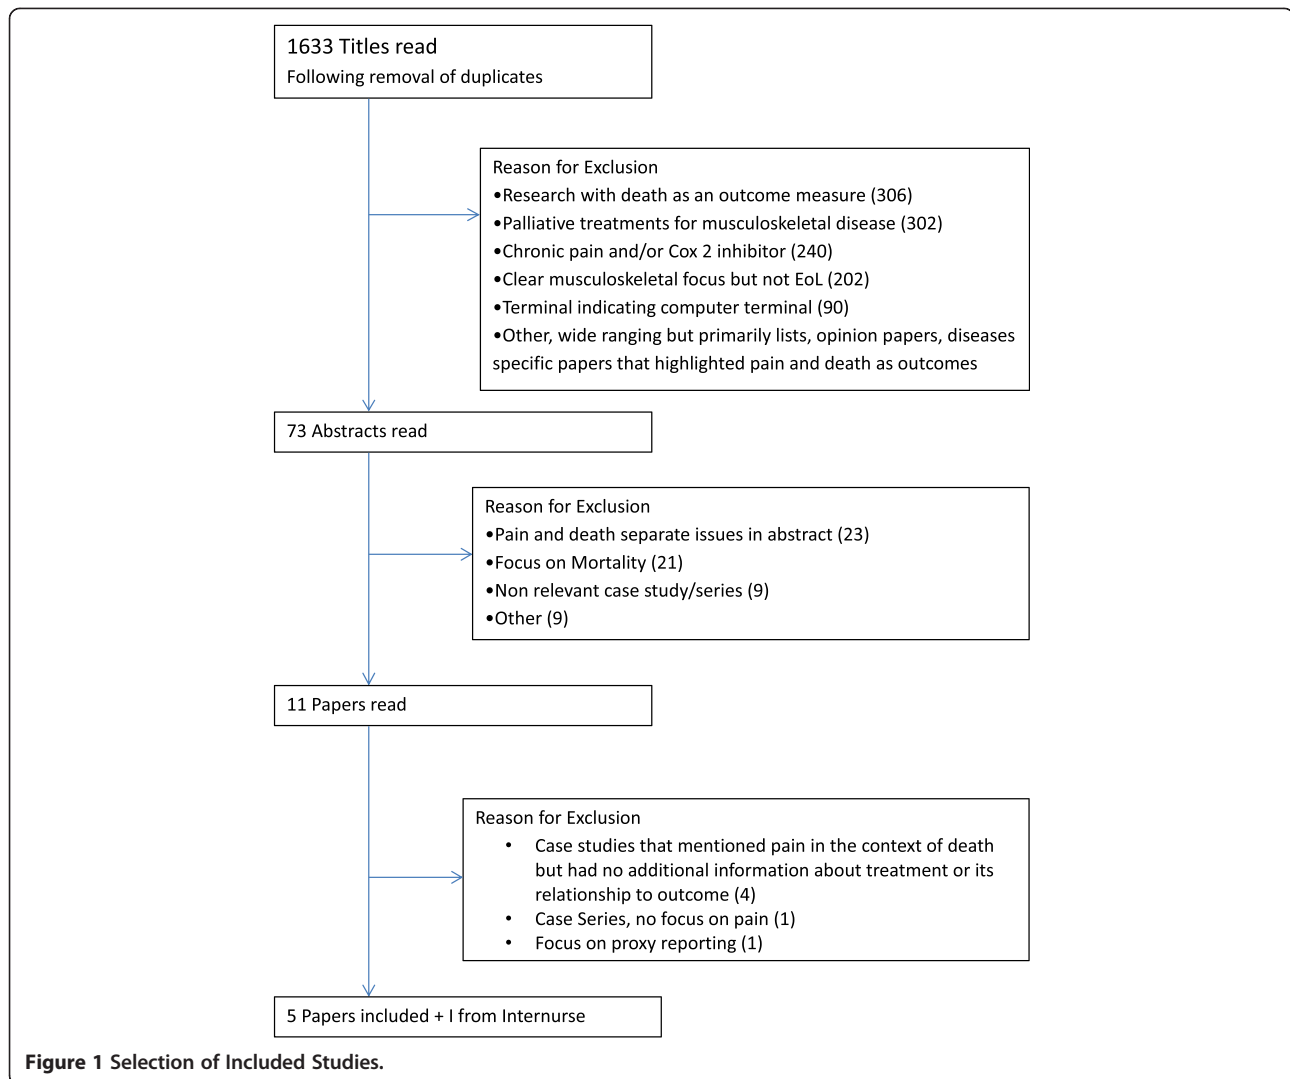 1633 Titles read
Following removal of duplicates
Reason for Exclusion
•Research with death as an outcome measure (306)
•Palliative treatments for musculoskeletal disease (302)
•Chronic pain and/or Cox 2 inhibitor (240)
•Clear musculoskeletal focus but not EoL (202)
•Terminal indicating computer terminal (90)
•Other, wide ranging but primarily lists, opinion papers, diseases
specific papers that highlighted pain and death as outcomes
73 Abstracts read
Reason for Exclusion
•Pain and death separate issues in abstract (23)
•Focus on Mortality (21)
•Non relevant case study/series (9)
•Other (9)
11 Papers read
Reason for Exclusion
• Case studies that mentioned pain in the context of death
but had no additional information about treatment or its
relationship to outcome (4)
• Case Series, no focus on pain (1)
• Focus on proxy reporting (1)
5 Papers included + I from Internurse
Figure 1 Selection of Included Studies.